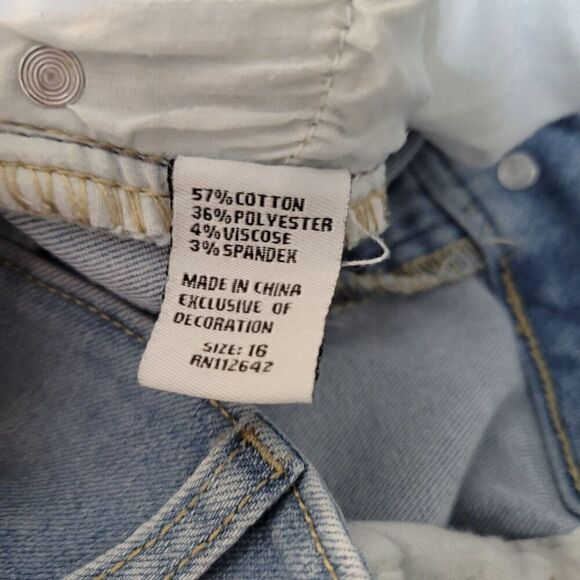 57% COTTON
36% POLYESTER
4% VISCOSE
3% SPANDEX
MADE IN CHINA
EXCLUSIVE OF
DECORATION
SIZE: 16
RN112642